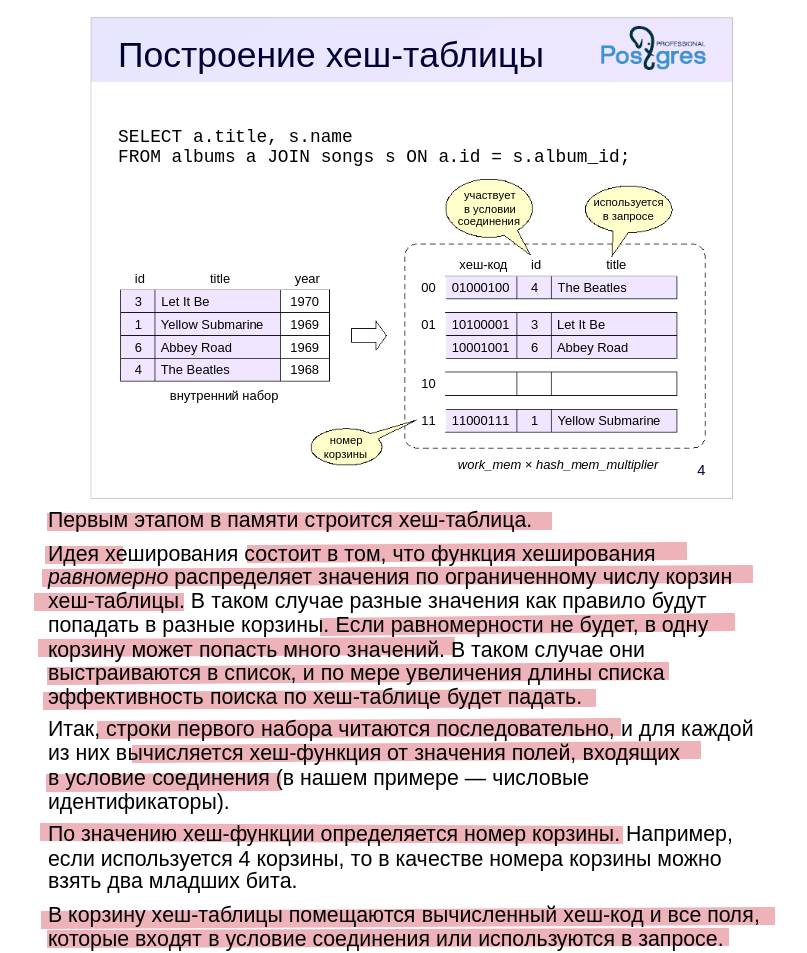 Построение хеш-таблицы
PROFESSIONAL
Postgres
SELECT a.title, s.name
FROM albums a JOIN songs s ON a.id = s.album_id;
участвует
в условии
соединения
используется
в запросе
хеш-код id title
id title year
00 01000100 4 The Beatles
3 Let It Be 1970
1 Yellow Submarine 1969
6 Abbey Road 1969
4 The Beatles 1968
внутренний набор
01 10100001 3 Let It Be
10001001 6 Abbey Road
10
11 11000111 1 Yellow Submarine
номер
корзины
work_mem × hash_mem_multiplier
4
Первым этапом в памяти строится хеш-таблица.
Идея хеширования состоит в том, что функция хеширования
равномерно распределяет значения по ограниченному числу корзин
хеш-таблицы. В таком случае разные значения как правило будут
попадать в разные корзины. Если равномерности не будет, в одну
корзину может попасть много значений. В таком случае они
выстраиваются в список, и по мере увеличения длины списка
эффективность поиска по хеш-таблице будет падать.
Итак, строки первого набора читаются последовательно, и для каждой
из них вычисляется хеш-функция от значения полей, входящих
в условие соединения (в нашем примере — числовые
идентификаторы).
По значению хеш-функции определяется номер корзины. Например,
если используется 4 корзины, то в качестве номера корзины можно
взять два младших бита.
В корзину хеш-таблицы помещаются вычисленный хеш-код и все поля,
которые входят в условие соединения или используются в запросе.